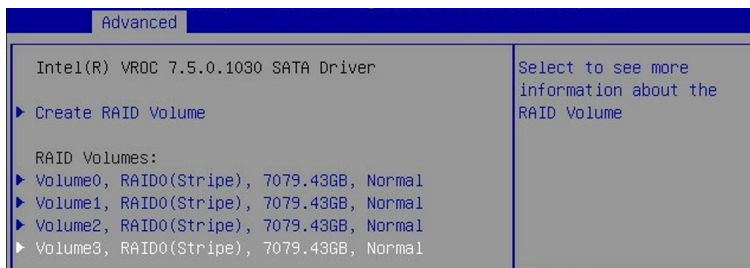 Advanced
Intel(R) VROC 7.5.0.1030 SATA Driver
Create RAID Volume
RAID Volumes:
Volume0, RAID0(Stripe), 7079.43GB, Normal
Volume1, RAID0(Stripe), 7079.43GB, Normal
Volume2, RAID0(Stripe), 7079.43GB, Normal
Volume3, RAID0(Stripe), 7079.43GB, Normal
Select to see more
information about the
RAID Volume